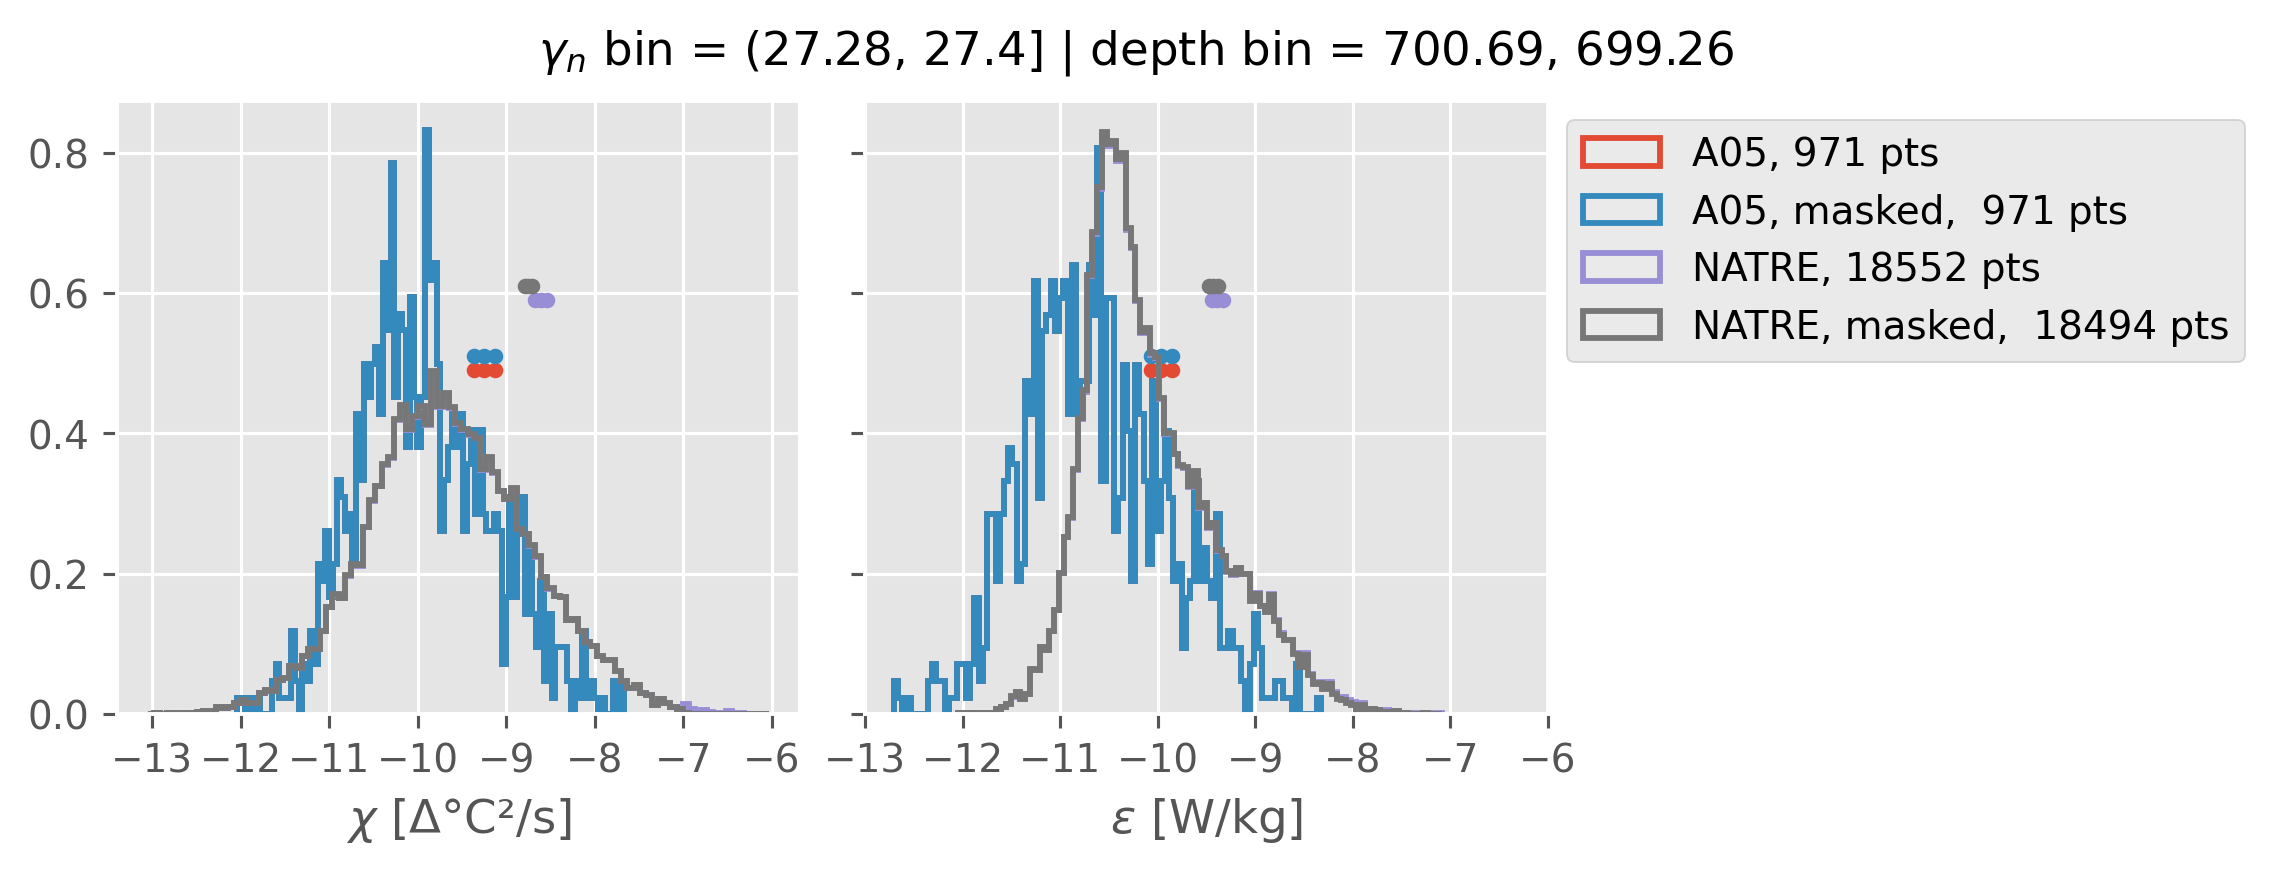 γn bin = (27.28, 27.4] | depth bin = 700.69, 699.26
0.8
0.6
0.4
0.2
0.0
−13 −12 −11 −10 −9 −8 −7 −6
χ [Δ°C²/s]
−13 −12 −11 −10 −9 −8 −7 −6
ε [W/kg]
A05, 971 pts
A05, masked,  971 pts
NATRE, 18552 pts
NATRE, masked,  18494 pts